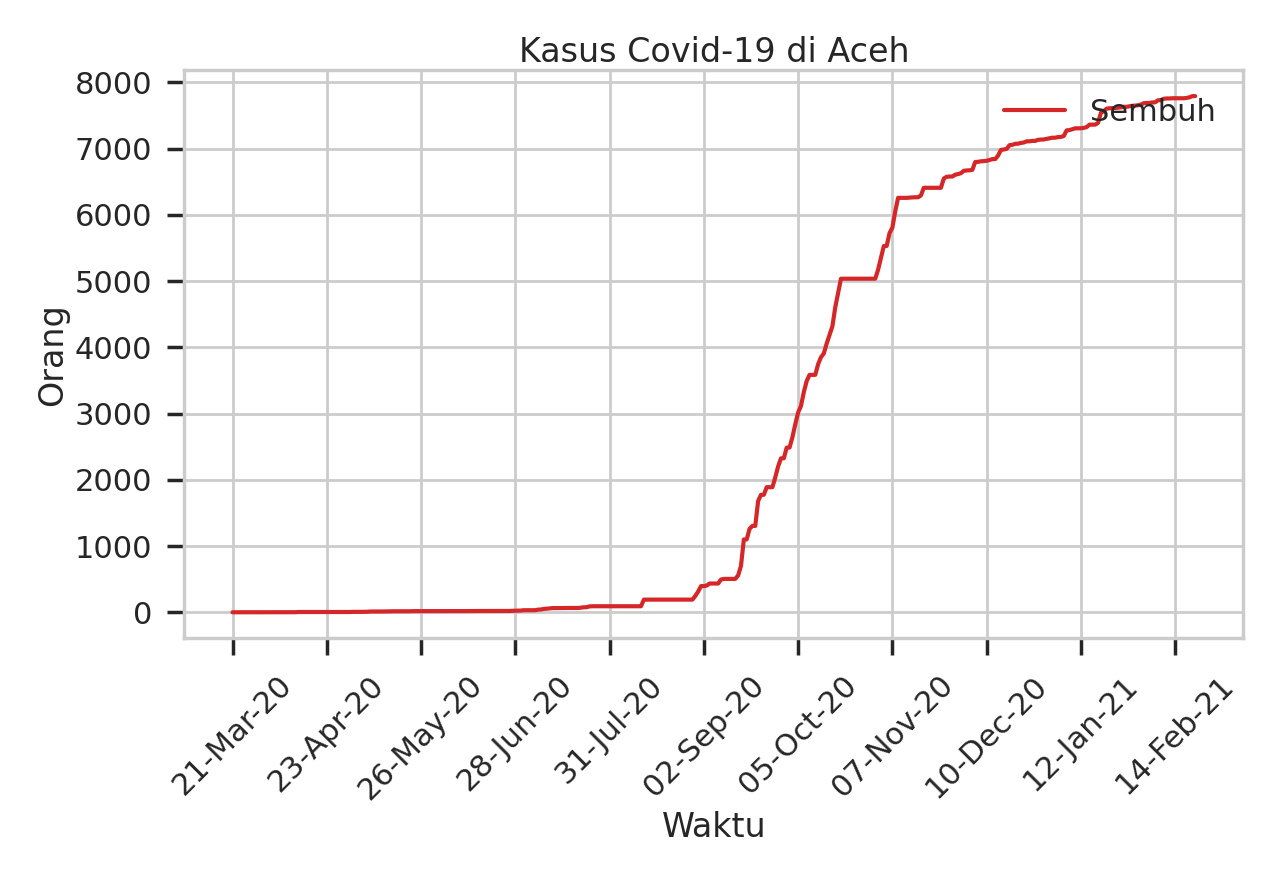 Kasus Covid-19 di Aceh
Sembuh
8000
7000
6000
5000
4000
3000
2000
1000
0
Orang
21-Mar-20
23-Apr-20
26-May-20
28-Jun-20
31-Jul-20
02-Sep-20
05-Oct-20
07-Nov-20
10-Dec-20
12-Jan-21
14-Feb-21
Waktu